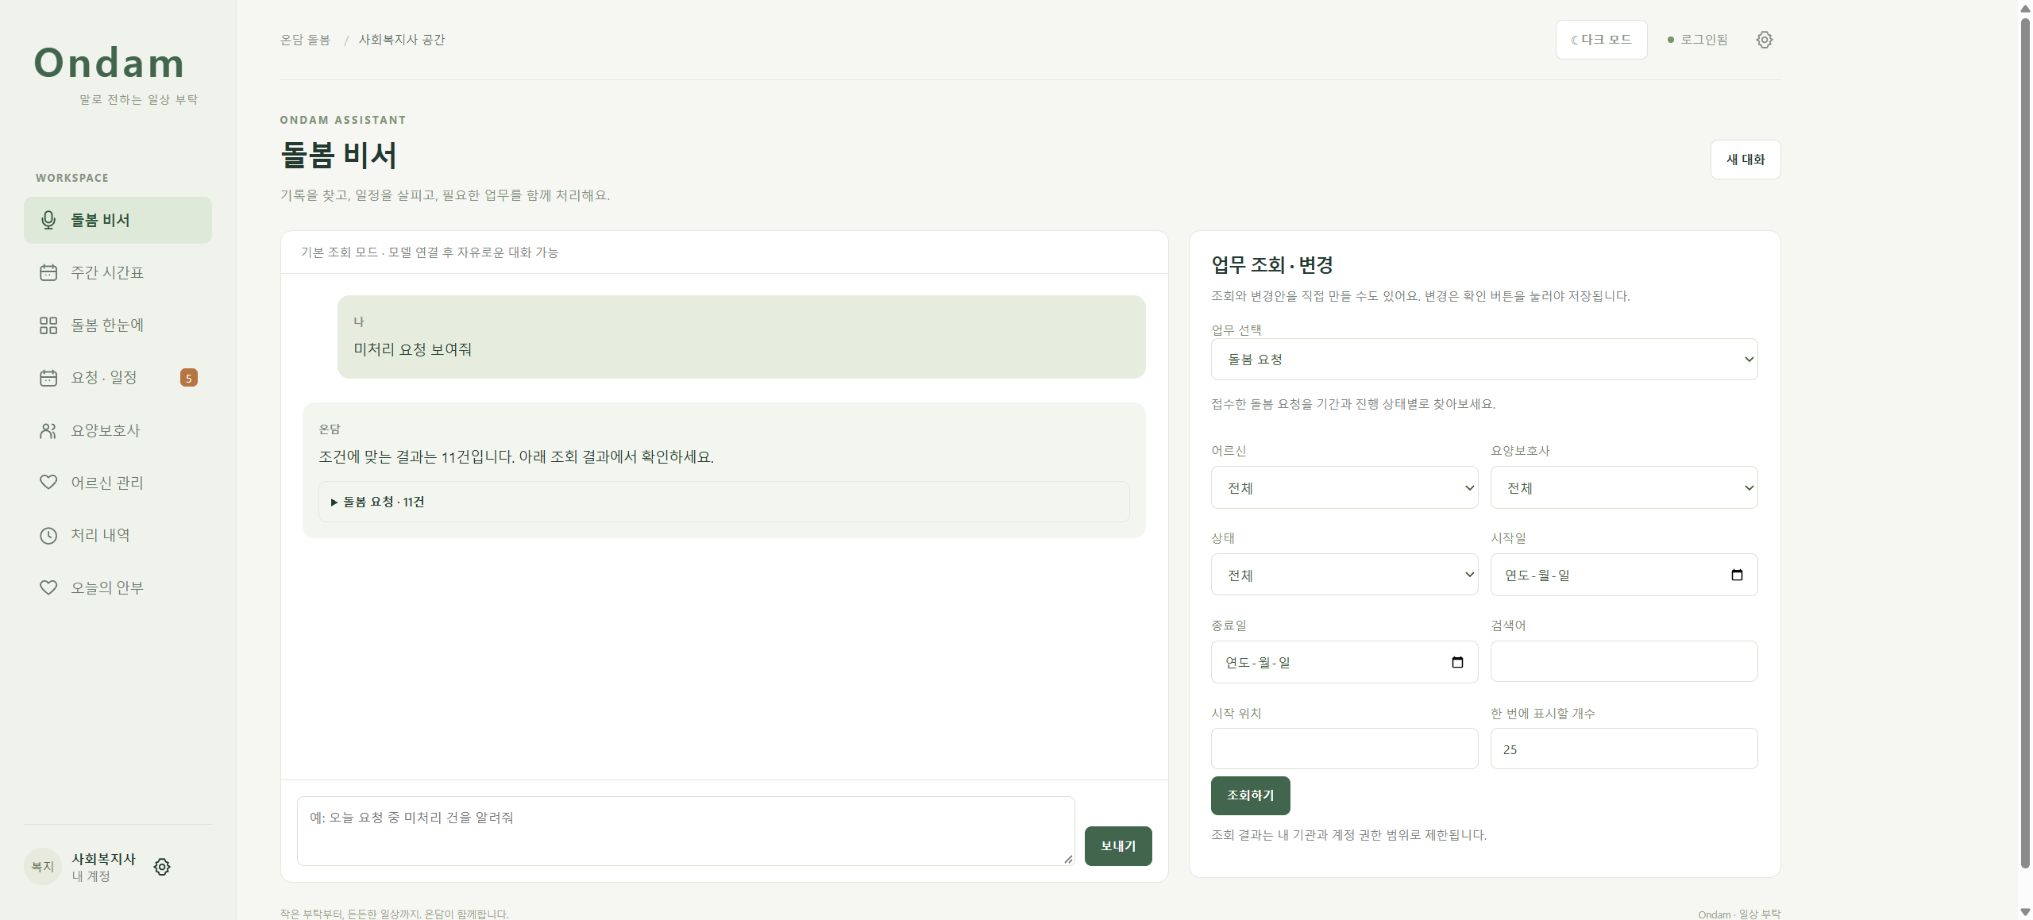 Ondam
말로 전하는 일상 부탁
WORKSPACE
돌봄 비서
주간 시간표
돌봄 한눈에
요청 · 일정 5
요양보호사
어르신 관리
처리 내역
오늘의 안부
복지 사회복지사
내 계정
온담 돌봄 / 사회복지사 공간
☾ 다크 모드
로그인됨
ONDAM ASSISTANT
돌봄 비서
기록을 찾고, 일정을 살피고, 필요한 업무를 함께 처리해요.
새 대화
기본 조회 모드 · 모델 연결 후 자유로운 대화 가능
나
미처리 요청 보여줘
온담
조건에 맞는 결과는 11건입니다. 아래 조회 결과에서 확인하세요.
▶ 돌봄 요청 · 11건
예: 오늘 요청 중 미처리 건을 알려줘
보내기
업무 조회 · 변경
조회와 변경안을 직접 만들 수도 있어요. 변경은 확인 버튼을 눌러야 저장됩니다.
업무 선택
돌봄 요청
접수한 돌봄 요청을 기간과 진행 상태별로 찾아보세요.
어르신 요양보호사
전체 전체
상태 시작일
전체 연도-월-일
종료일 검색어
연도-월-일
시작 위치 한 번에 표시할 개수
25
조회하기
조회 결과는 내 기관과 계정 권한 범위로 제한됩니다.
작은 부탁부터, 든든한 일상까지. 온담이 함께합니다.
Ondam · 일상 부탁